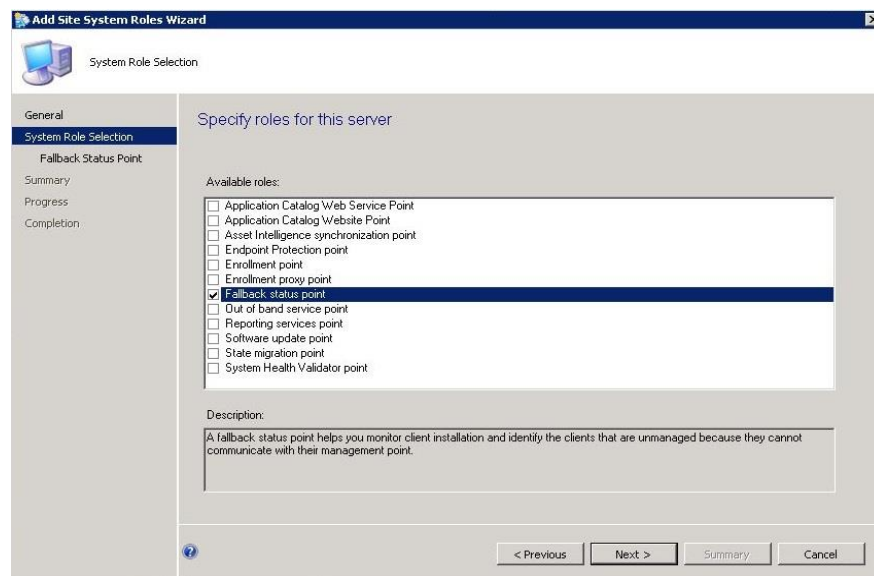 Add Site System Roles Wizard
System Role Selection
General
System Role Selection
Fallback Status Point
Summary
Progress
Completion
Specify roles for this server
Available roles:
Application Catalog Web Service Point
Application Catalog Website Point
Asset Intelligence synchronization point
Endpoint Protection point
Enrollment point
Enrollment proxy point
Fallback status point
Out of band service point
Reporting services point
Software update point
State migration point
System Health Validator point
Description:
A fallback status point helps you monitor client installation and identify the clients that are unmanaged because they cannot
communicate with their management point.
< Previous
Next >
Summary
Cancel